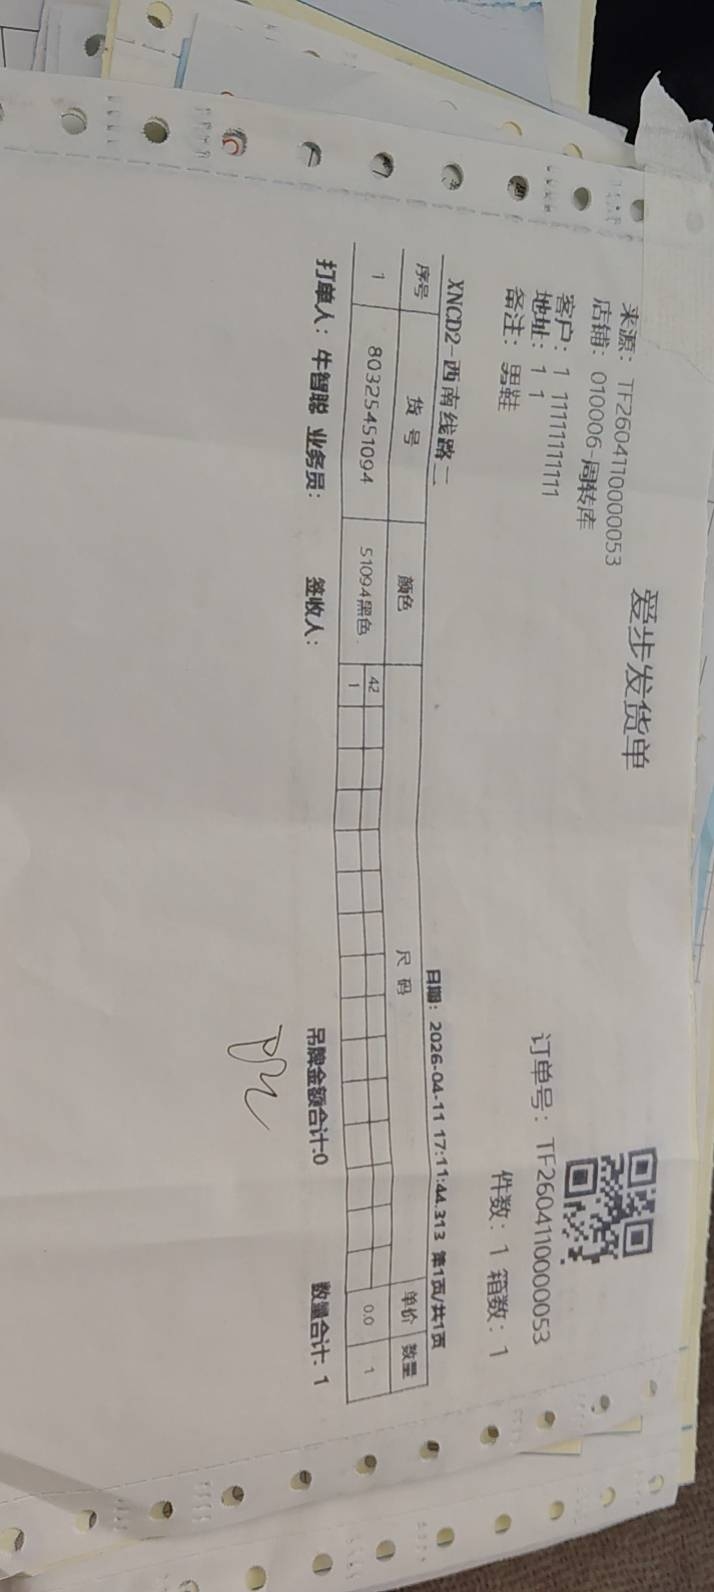 爱步发货单
来源：TF2604110000053
店铺：010006-周转库
客户：1 11111111111
地址：1 1
备注：男鞋
订单号：TF2604110000053
件数：1 箱数：1
XNCD2-西南线路二
日期：2026-04-11 17:11:44.313 第1页/共1页
序号 货号 颜色 尺码 单价 数量
42
1 80325451094 51094黑色 1 0.0 1
打单人：牛智聪 业务员： 签收人： 吊牌金额合计:0 数量合计: 1